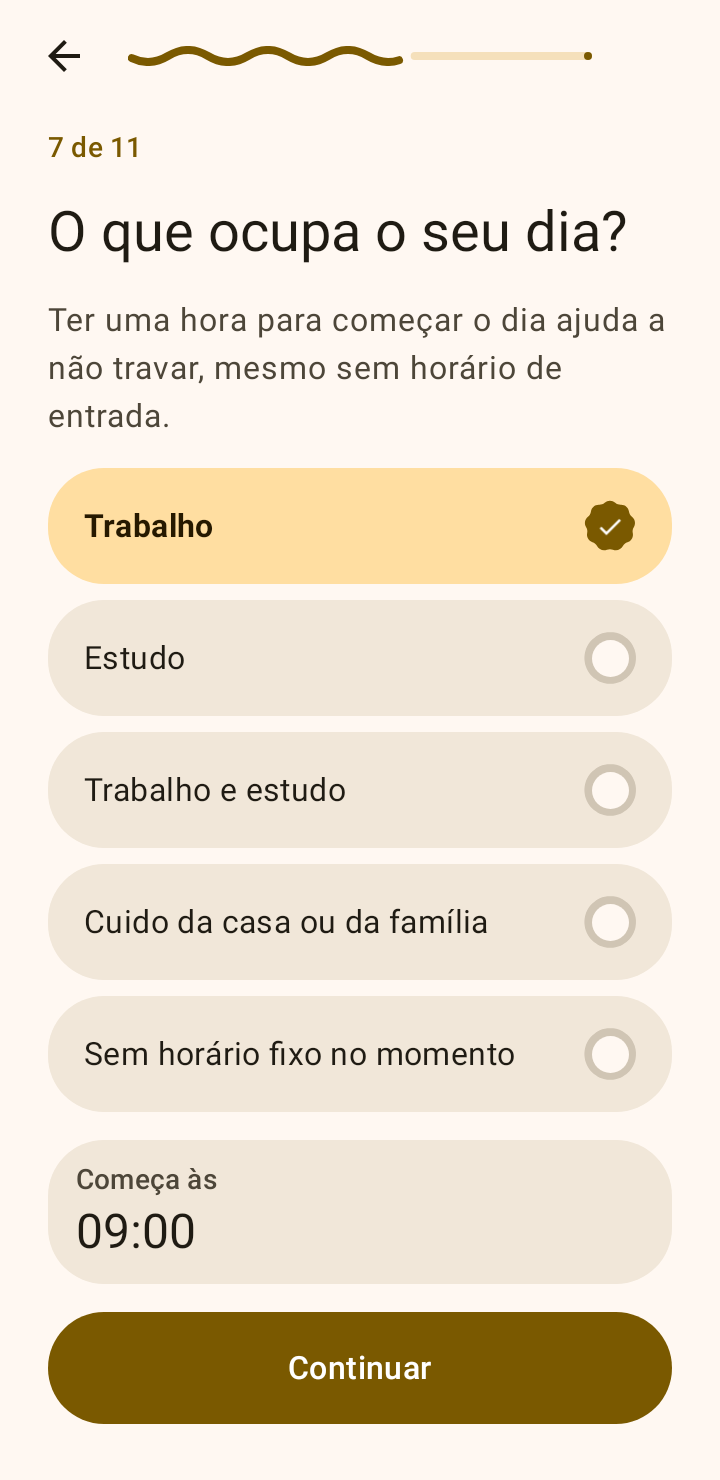 7 de 11
O que ocupa o seu dia?
Ter uma hora para começar o dia ajuda a
não travar, mesmo sem horário de
entrada.
Trabalho
Estudo
Trabalho e estudo
Cuido da casa ou da família
Sem horário fixo no momento
Começa às
09:00
Continuar